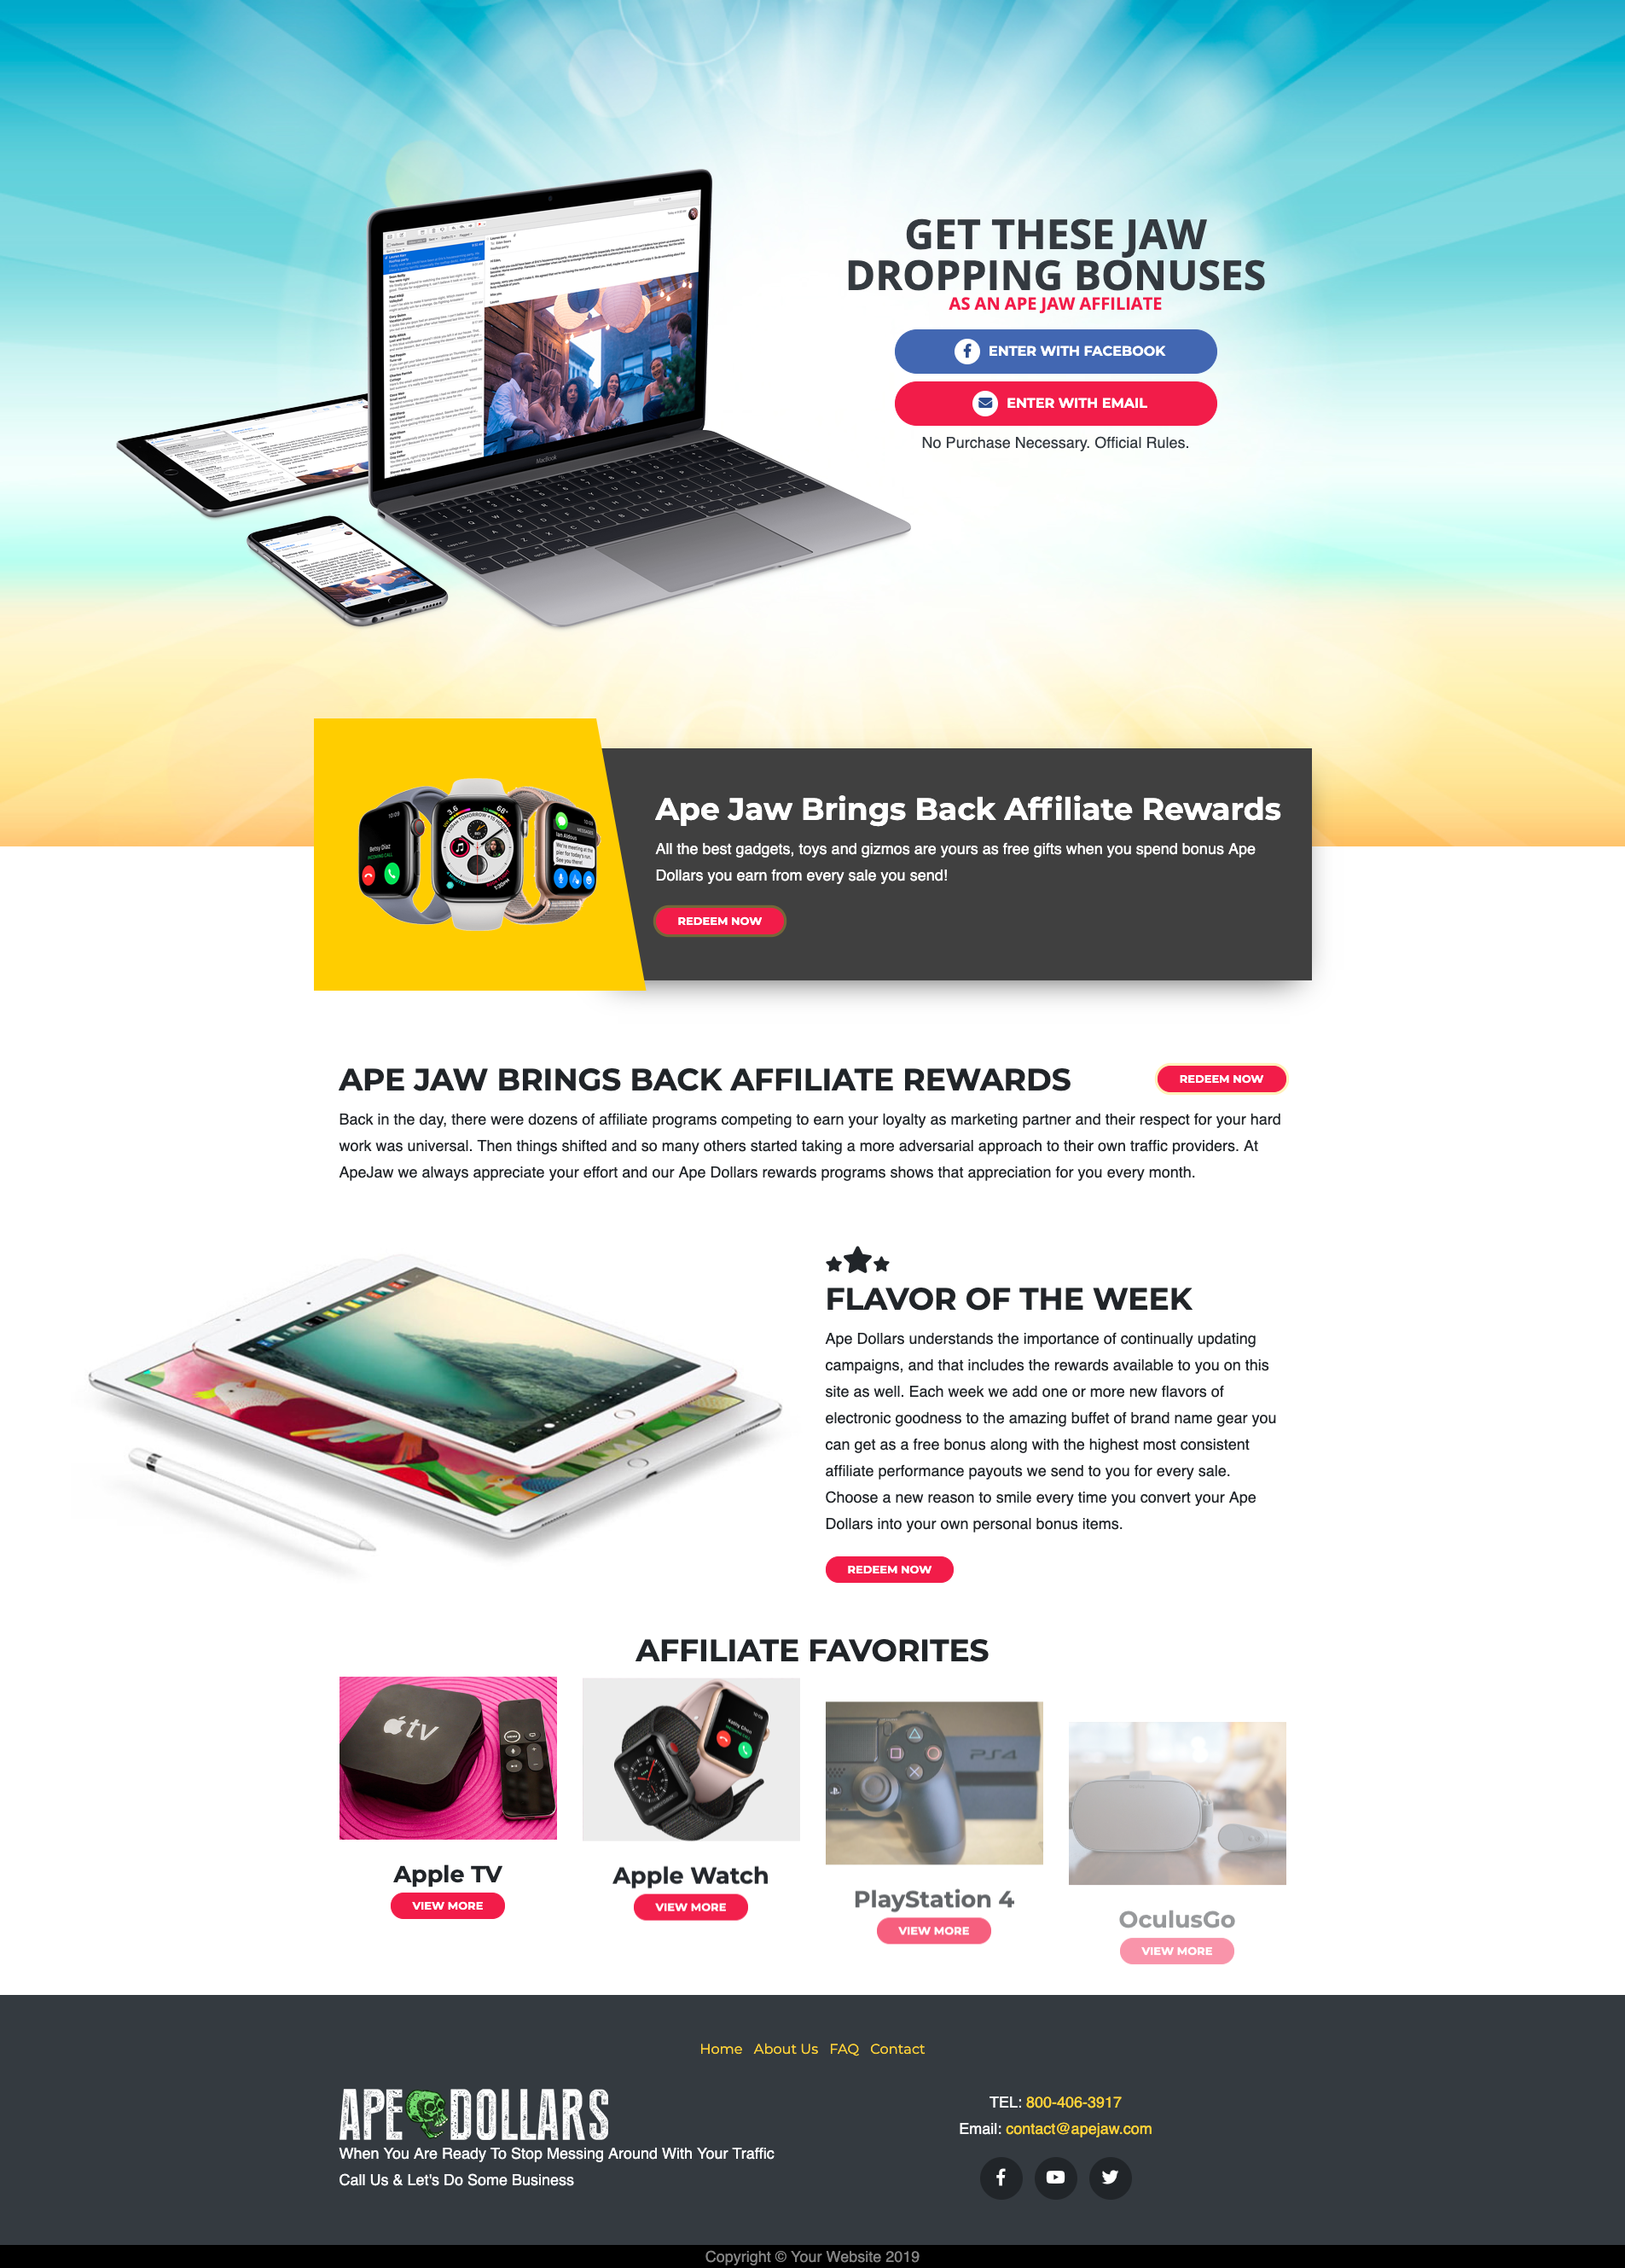 GET THESE JAW
DROPPING BONUSES
AS AN APE JAW AFFILIATE
ENTER WITH FACEBOOK
ENTER WITH EMAIL
No Purchase Necessary. Official Rules.
MacBook
Ape Jaw Brings Back Affiliate Rewards
All the best gadgets, toys and gizmos are yours as free gifts when you spend bonus Ape
Dollars you earn from every sale you send!
REDEEM NOW
APE JAW BRINGS BACK AFFILIATE REWARDS
REDEEM NOW
Back in the day, there were dozens of affiliate programs competing to earn your loyalty as marketing partner and their respect for your hard
work was universal. Then things shifted and so many others started taking a more adversarial approach to their own traffic providers. At
ApeJaw we always appreciate your effort and our Ape Dollars rewards programs shows that appreciation for you every month.
FLAVOR OF THE WEEK
Ape Dollars understands the importance of continually updating
campaigns, and that includes the rewards available to you on this
site as well. Each week we add one or more new flavors of
electronic goodness to the amazing buffet of brand name gear you
can get as a free bonus along with the highest most consistent
affiliate performance payouts we send to you for every sale.
Choose a new reason to smile every time you convert your Ape
Dollars into your own personal bonus items.
REDEEM NOW
AFFILIATE FAVORITES
tv
PS4
Apple TV
Apple Watch
PlayStation 4
OculusGo
VIEW MORE
VIEW MORE
VIEW MORE
VIEW MORE
Home About Us FAQ Contact
APE DOLLARS
When You Are Ready To Stop Messing Around With Your Traffic
Call Us & Let's Do Some Business
TEL: 800-406-3917
Email: contact@apejaw.com
Copyright © Your Website 2019